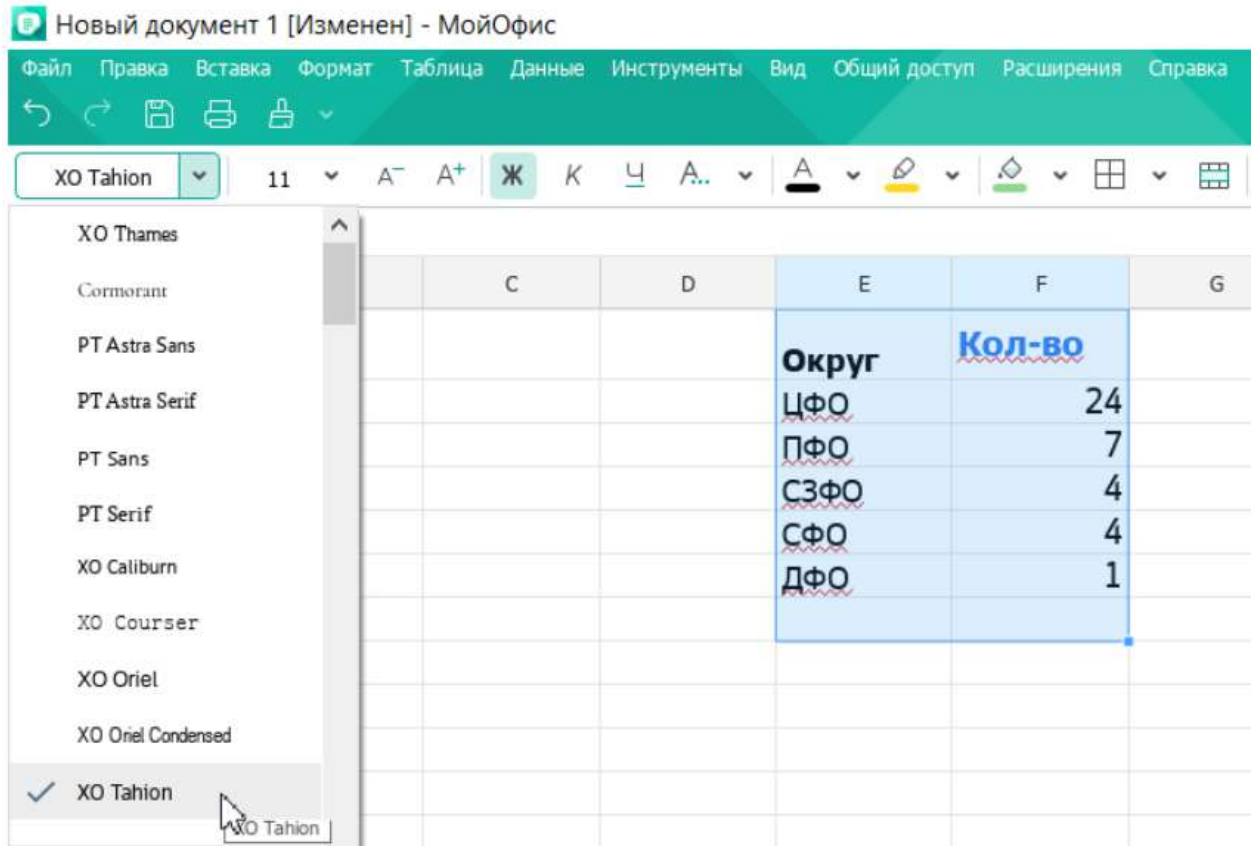 Новый документ 1 [Изменен] - МойОфис
Файл Правка Вставка Формат Таблица Данные Инструменты Вид Общий доступ Расширения Справка
XO Tahion 11 A⁻ A⁺ Ж К Ч A.. A
XO Thames
Cormorant
PT Astra Sans
PT Astra Serif
PT Sans
PT Serif
XO Caliburn
XO Courser
XO Oriel
XO Oriel Condensed
XO Tahion
XO Tahion
C D E F G
Округ Кол-во
ЦФО 24
ПФО 7
СЗФО 4
СФО 4
ДФО 1